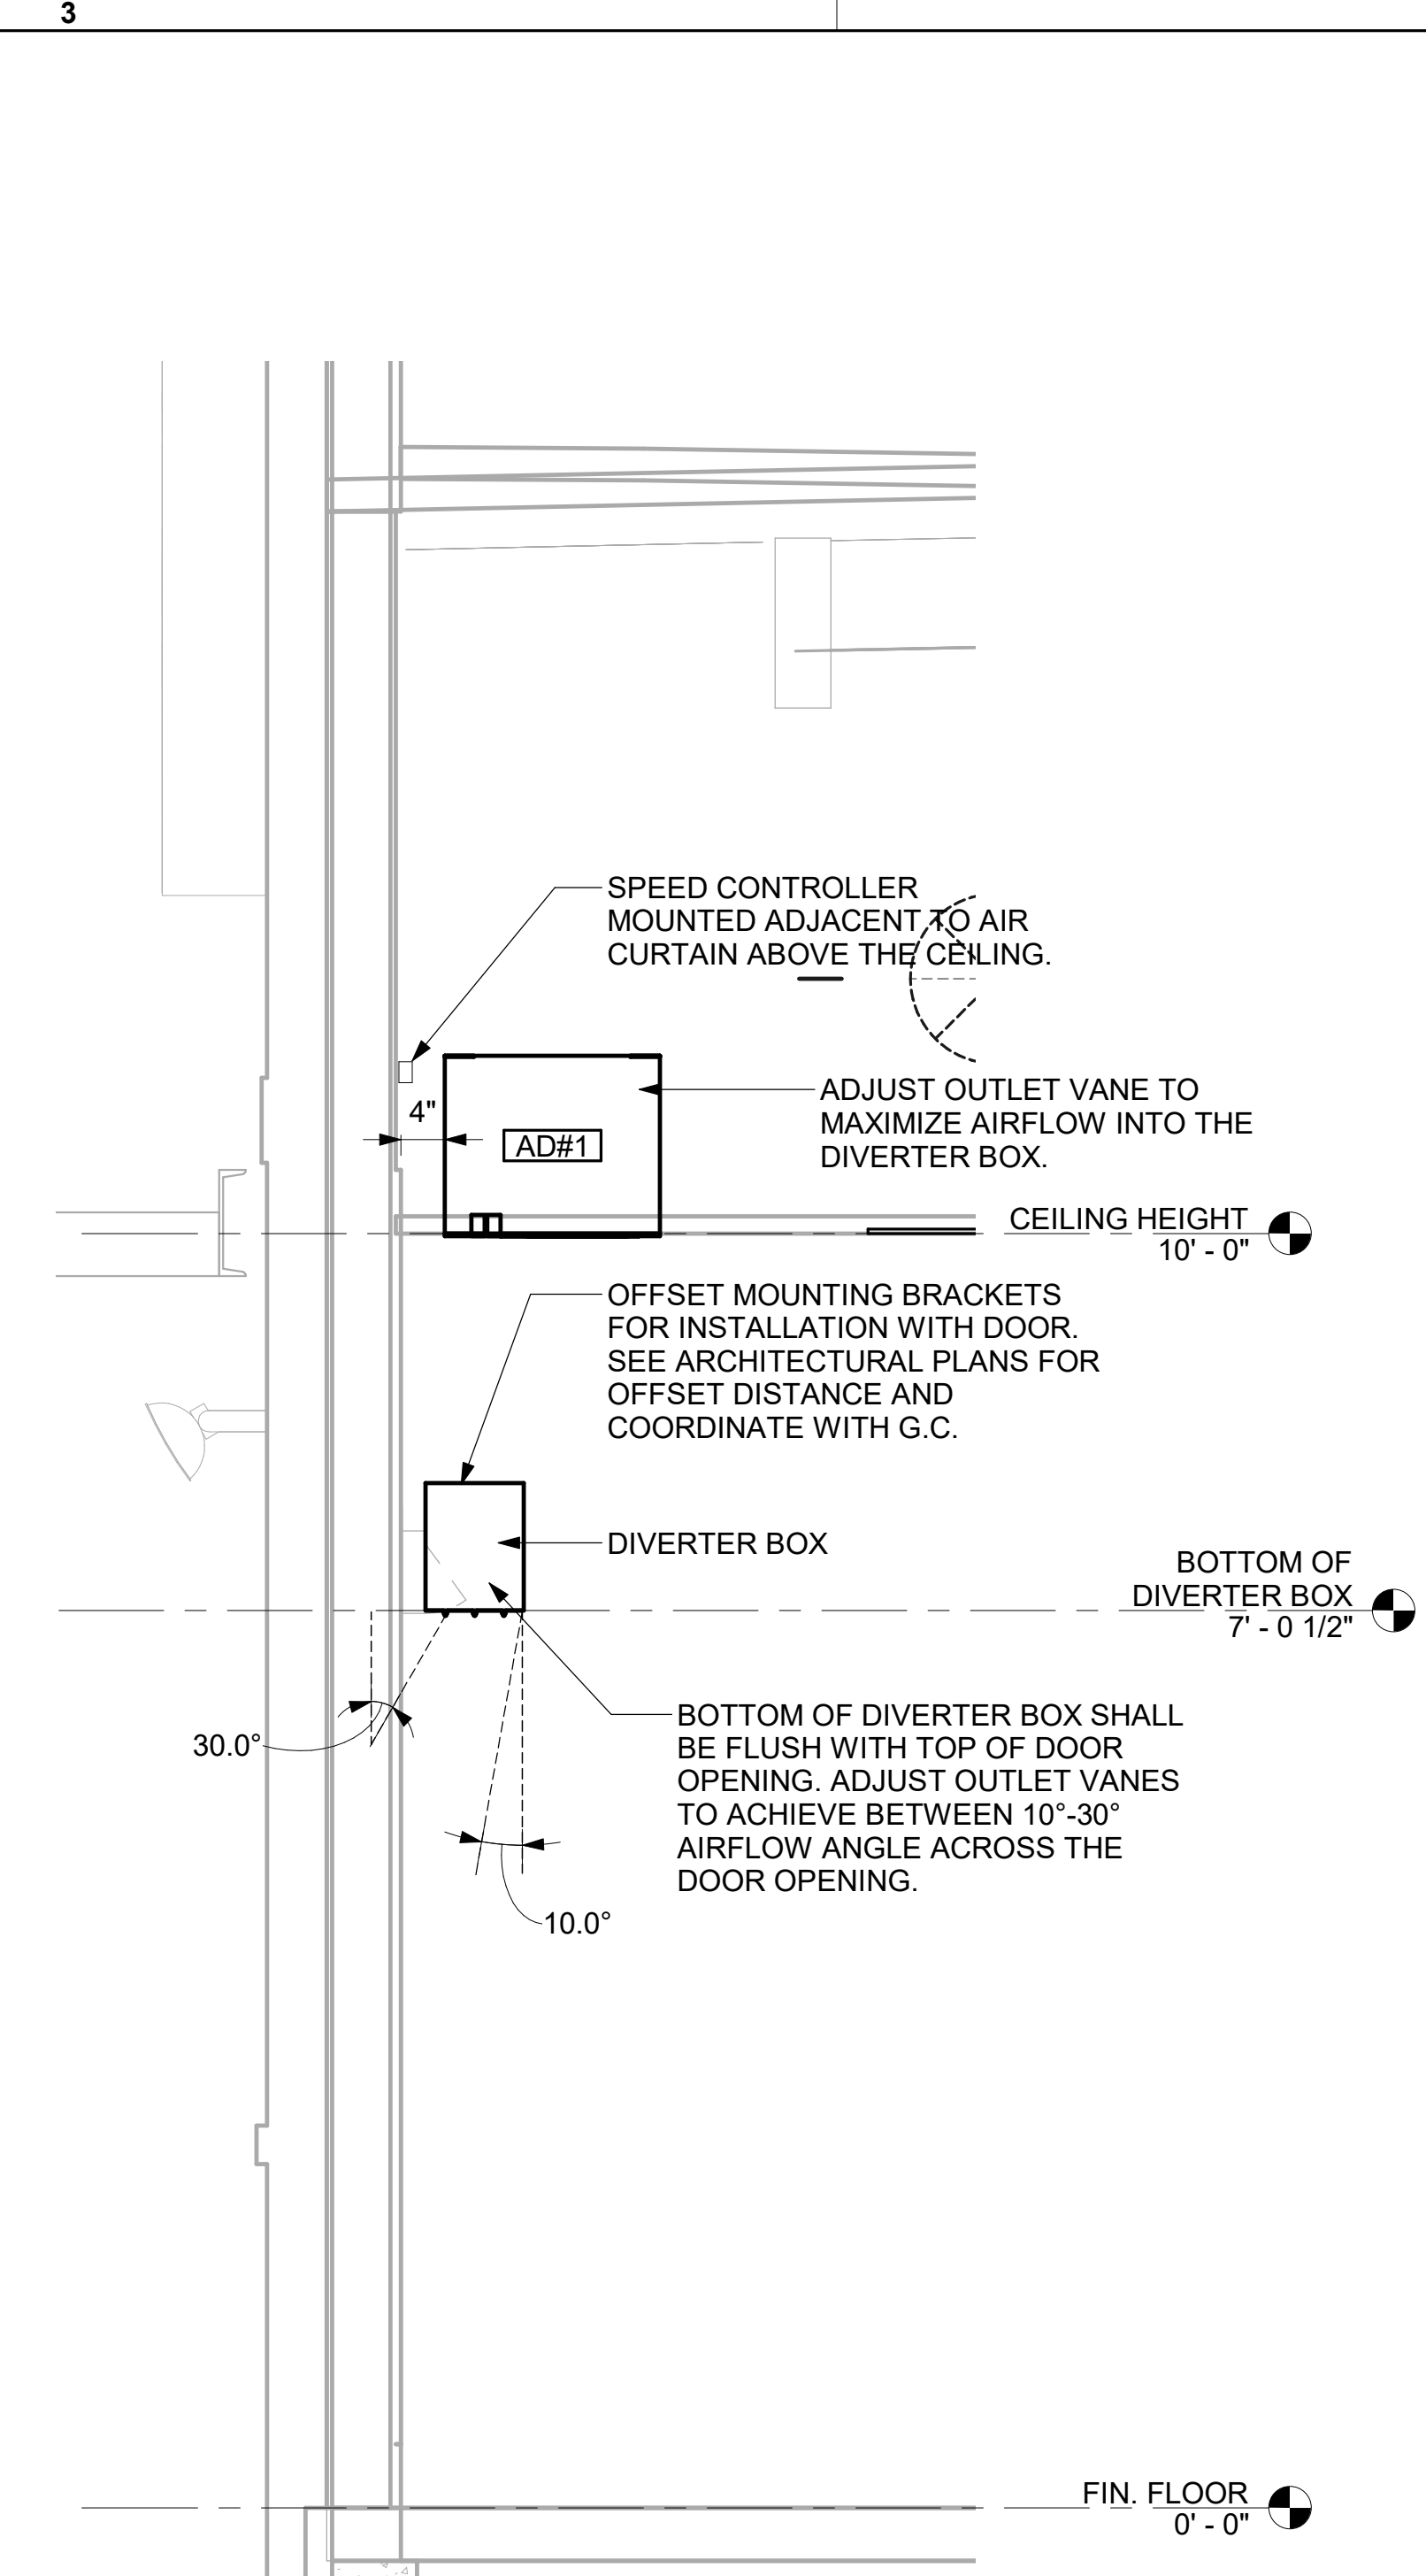 3
SPEED CONTROLLER
MOUNTED ADJACENT TO AIR
CURTAIN ABOVE THE CEILING.
ADJUST OUTLET VANE TO
MAXIMIZE AIRFLOW INTO THE
DIVERTER BOX.
4"
AD#1
CEILING HEIGHT
10' - 0"
OFFSET MOUNTING BRACKETS
FOR INSTALLATION WITH DOOR.
SEE ARCHITECTURAL PLANS FOR
OFFSET DISTANCE AND
COORDINATE WITH G.C.
DIVERTER BOX
BOTTOM OF
DIVERTER BOX
7' - 0 1/2"
BOTTOM OF DIVERTER BOX SHALL
BE FLUSH WITH TOP OF DOOR
OPENING. ADJUST OUTLET VANES
TO ACHIEVE BETWEEN 10°-30°
AIRFLOW ANGLE ACROSS THE
DOOR OPENING.
30.0°
10.0°
FIN. FLOOR
0' - 0"